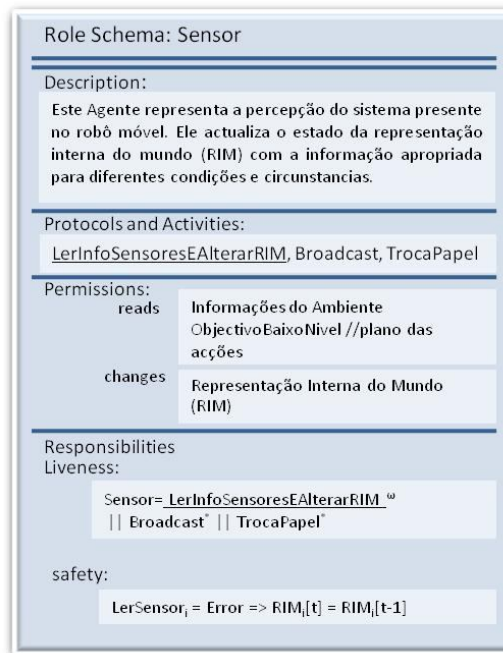 Role Schema: Sensor
Description:
Este Agente representa a percepção do sistema presente
no robô móvel. Ele actualiza o estado da representação
interna do mundo (RIM) com a informação apropriada
para diferentes condições e circunstancias.
Protocols and Activities:
LerInfoSensoresEAlterarRIM, Broadcast, TrocaPapel
Permissions:
reads
Informações do Ambiente
ObjectivoBaixoNivel //plano das
acções
changes
Representação Interna do Mundo
(RIM)
Responsibilities
Liveness:
Sensor= LerInfoSensoresEAlterarRIM ω
|| Broadcast* || TrocaPapel*
safety:
LerSensori = Error => RIMi[t] = RIMi[t-1]